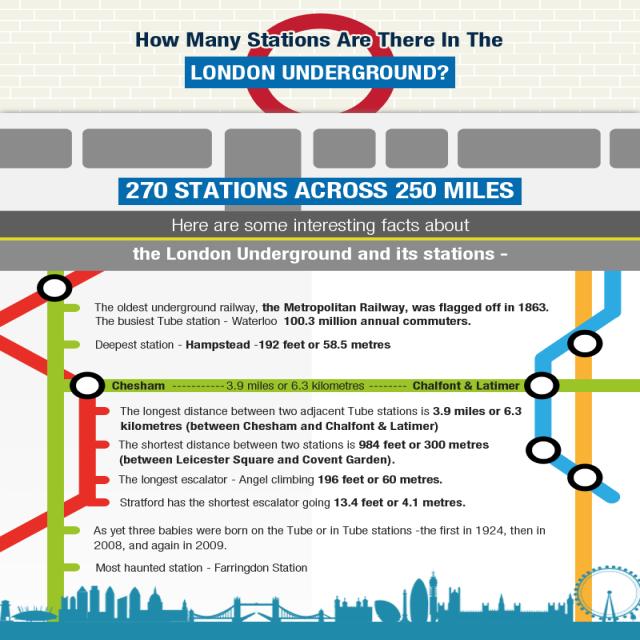 How Many Stations Are There In The
LONDON UNDERGROUND?
270 STATIONS ACROSS 250 MILES
Here are some interesting facts about
the London Underground and its stations -
The oldest underground railway, the Metropolitan Railway, was flagged off in 1863.
The busiest Tube station - Waterloo 100.3 million annual commuters.
Deepest station - Hampstead -192 feet or 58.5 metres
Chesham ----------- 3.9 miles or 6.3 kilometres -------- Chalfont & Latimer
The longest distance between two adjacent Tube stations is 3.9 miles or 6.3
kilometres (between Chesham and Chalfont & Latimer)
The shortest distance between two stations is 984 feet or 300 metres
(between Leicester Square and Covent Garden).
The longest escalator - Angel climbing 196 feet or 60 metres.
Stratford has the shortest escalator going 13.4 feet or 4.1 metres.
As yet three babies were born on the Tube or in Tube stations -the first in 1924, then in
2008, and again in 2009.
Most haunted station - Farringdon Station